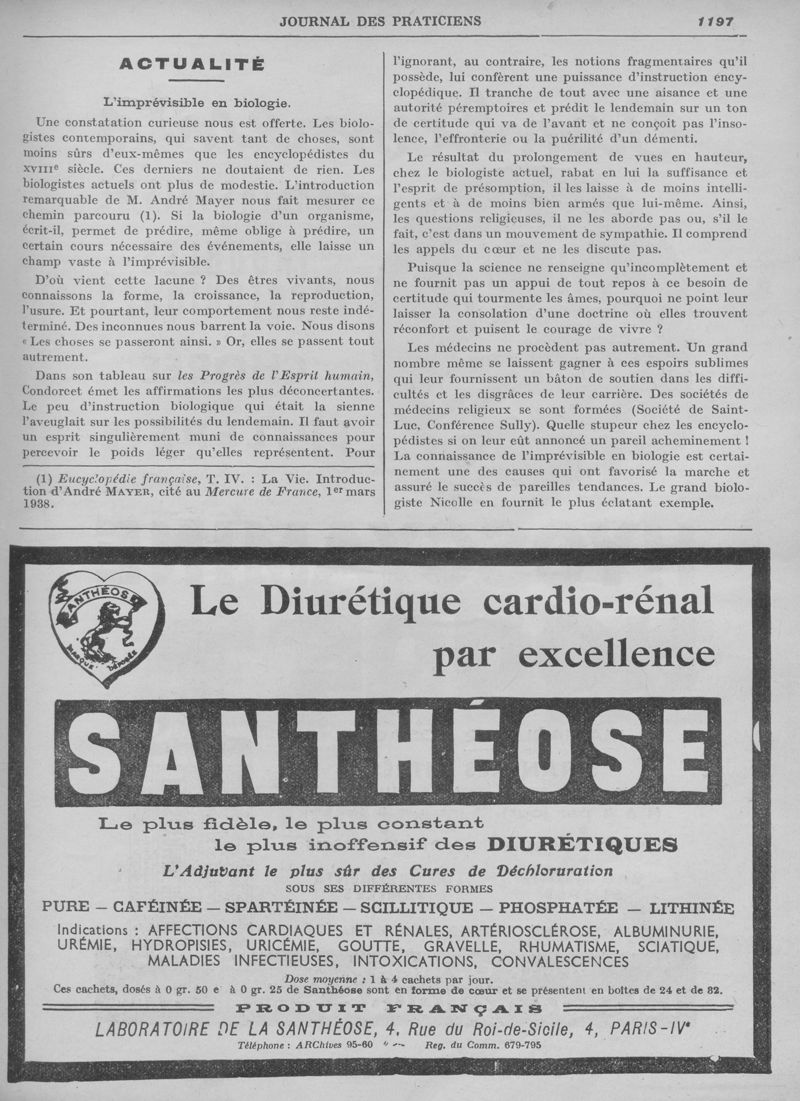 JOURNAL DES PRATICIENS 1197
ACTUALITÉ
L'imprévisible en biologie.
Une constatation curieuse nous est offerte. Les biolo-
gistes contemporains, qui savent tant de choses, sont
moins sûrs d'eux-mêmes que les encyclopédistes du
XVIIIe siècle. Ces derniers ne doutaient de rien. Les
biologistes actuels ont plus de modestie. L'introduction
remarquable de M. André Mayer nous fait mesurer ce
chemin parcouru (1). Si la biologie d'un organisme,
écrit-il, permet de prédire, même oblige à prédire, un
certain cours nécessaire des événements, elle laisse un
champ vaste à l'imprévisible.
D'où vient cette lacune ? Des êtres vivants, nous
connaissons la forme, la croissance, la reproduction,
l'usure. Et pourtant, leur comportement nous reste indé-
terminé. Des inconnues nous barrent la voie. Nous disons
« Les choses se passeront ainsi. » Or, elles se passent tout
autrement.
Dans son tableau sur les Progrès de l'Esprit humain,
Condorcet émet les affirmations les plus déconcertantes.
Le peu d'instruction biologique qui était la sienne
l'aveuglait sur les possibilités du lendemain. Il faut avoir
un esprit singulièrement muni de connaissances pour
percevoir le poids léger qu'elles représentent. Pour
(1) Eucyclopédie française, T. IV. : La Vie. Introduc-
tion d'André MAYER, cité au Mercure de France, 1er mars
1938.
l'ignorant, au contraire, les notions fragmentaires qu'il
possède, lui confèrent une puissance d'instruction ency-
clopédique. Il tranche de tout avec une aisance et une
autorité péremptoires et prédit le lendemain sur un ton
de certitude qui va de l'avant et ne conçoit pas l'inso-
lence, l'effronterie ou la puérilité d'un démenti.
Le résultat du prolongement de vues en hauteur,
chez le biologiste actuel, rabat en lui la suffisance et
l'esprit de présomption, il les laisse à de moins intelli-
gents et à de moins bien armés que lui-même. Ainsi,
les questions religieuses, il ne les aborde pas ou, s'il le
fait, c'est dans un mouvement de sympathie. Il comprend
les appels du cœur et ne les discute pas.
Puisque la science ne renseigne qu'incomplètement et
ne fournit pas un appui de tout repos à ce besoin de
certitude qui tourmente les âmes, pourquoi ne point leur
laisser la consolation d'une doctrine où elles trouvent
réconfort et puisent le courage de vivre ?
Les médecins ne procèdent pas autrement. Un grand
nombre même se laissent gagner à ces espoirs sublimes
qui leur fournissent un bâton de soutien dans les diffi-
cultés et les disgrâces de leur carrière. Des sociétés de
médecins religieux se sont formées (Société de Saint-
Luc, Conférence Sully). Quelle stupeur chez les encyclo-
pédistes si on leur eût annoncé un pareil acheminement !
La connaissance de l'imprévisible en biologie est certai-
nement une des causes qui ont favorisé la marche et
assuré le succès de pareilles tendances. Le grand biolo-
giste Nicolle en fournit le plus éclatant exemple.
SANTHÉOSE
MARQUE DÉPOSÉE
Le Diurétique cardio-rénal
par excellence
SANTHÉOSE
Le plus fidèle, le plus constant
le plus inoffensif des DIURÉTIQUES
L'Adjuvant le plus sûr des Cures de Déchloruration
SOUS SES DIFFÉRENTES FORMES
PURE – CAFÉINÉE – SPARTÉINÉE – SCILLITIQUE – PHOSPHATÉE – LITHINÉE
Indications : AFFECTIONS CARDIAQUES ET RÉNALES, ARTÉRIOSCLÉROSE, ALBUMINURIE,
URÉMIE, HYDROPISIES, URICÉMIE, GOUTTE, GRAVELLE, RHUMATISME, SCIATIQUE,
MALADIES INFECTIEUSES, INTOXICATIONS, CONVALESCENCES
Dose moyenne : 1 à 4 cachets par jour.
Ces cachets, dosés à 0 gr. 50 e à 0 gr. 25 de Santhéose sont en forme de cœur et se présentent en boîtes de 24 et de 32.
PRODUIT FRANÇAIS
LABORATOIRE DE LA SANTHÉOSE, 4, Rue du Roi-de-Sicile, 4, PARIS-IVe
Téléphone : ARChives 95-60 Reg. du Comm. 679-795